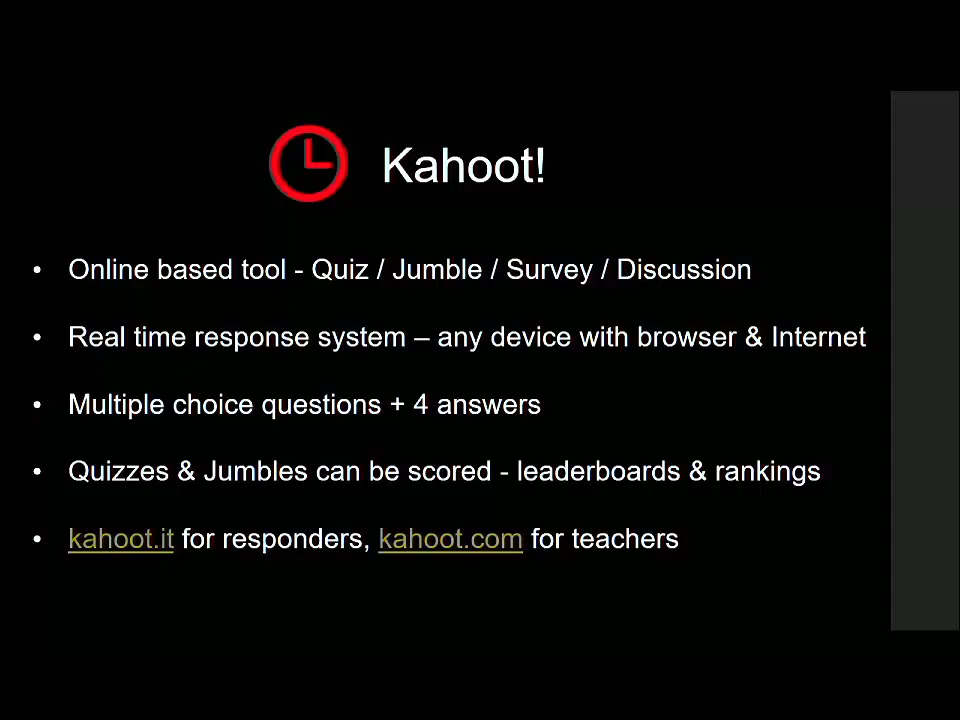 Kahoot!
• Online based tool - Quiz / Jumble / Survey / Discussion
• Real time response system – any device with browser & Internet
• Multiple choice questions + 4 answers
• Quizzes & Jumbles can be scored - leaderboards & rankings
• kahoot.it for responders, kahoot.com for teachers